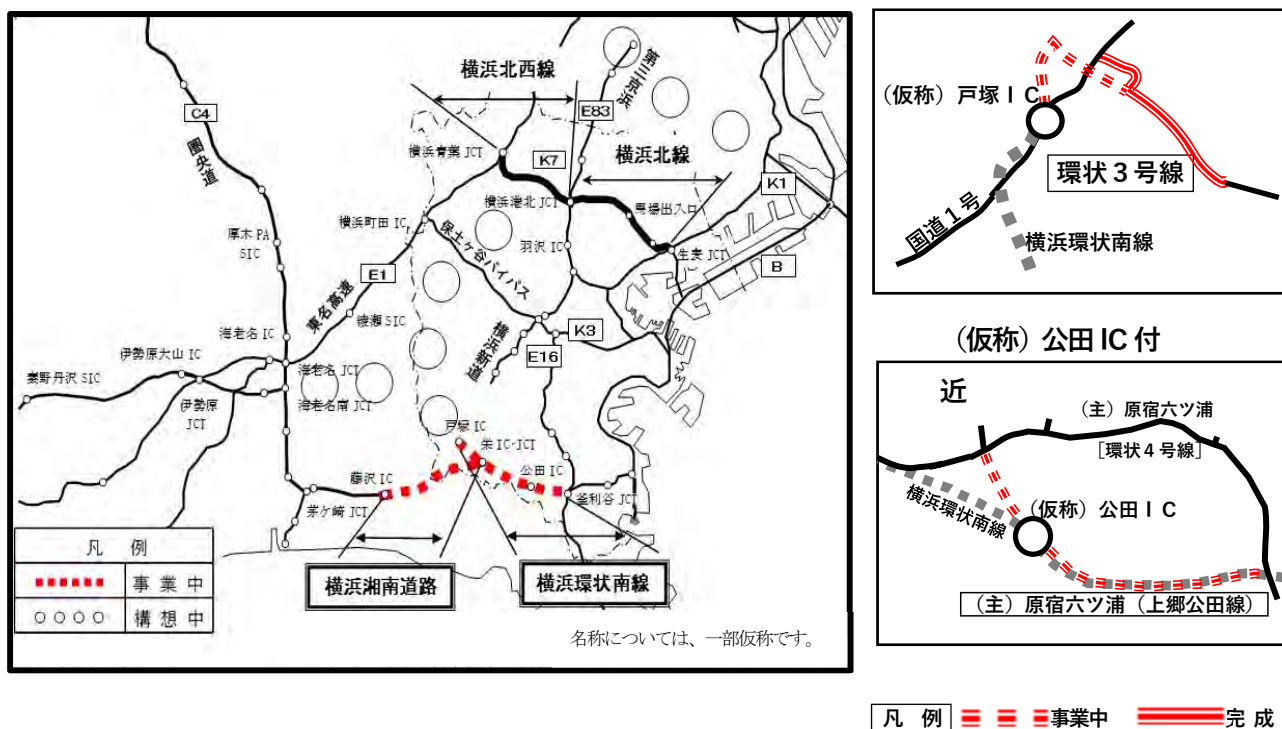 横浜北西線
第三京浜
C4
E83
圏央道
横浜青葉 JCT
K7
横浜北線
K1
横浜港北 JCT
馬場出入口
厚木 PA
SIC
横浜町田 IC
保土ヶ谷バイパス
羽沢 IC
生麦 JCT
B
E1
東名高速
綾瀬 SIC
海老名 IC
横浜新道
K3
E16
伊勢原大山 IC
秦野丹沢 SIC
海老名 JCT
伊勢原
JCT
海老名南 JCT
戸塚 IC
栄 IC・JCT
公田 IC
藤沢 IC
釜利谷 JCT
茅ケ崎 JCT
凡 例
事 業 中
構 想 中
横浜湘南道路
横浜環状南線
名称については、一部仮称です。
(仮称) 戸塚 I C
環状3号線
国道1号
横浜環状南線
(仮称) 公田 IC 付
近
(主) 原宿六ツ浦
[環状4号線]
横浜環状南線
(仮称) 公田 I C
(主) 原宿六ツ浦 (上郷公田線)
凡 例
事業中
完 成